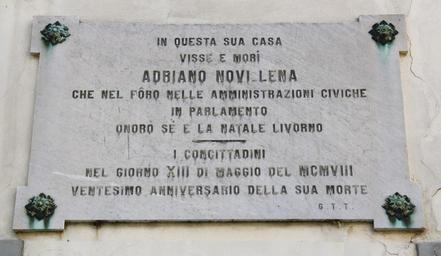 IN QUESTA SUA CASA
VISSE E MORÌ
ADRIANO NOVI LENA
CHE NEL FÒRO NELLE AMMINISTRAZIONI CIVICHE
IN PARLAMENTO
ONORÒ SÈ E LA NATALE LIVORNO
I CONCITTADINI
NEL GIORNO XIII DI MAGGIO DEL MCMVIII
VENTESIMO ANNIVERSARIO DELLA SUA MORTE
G. T. T.